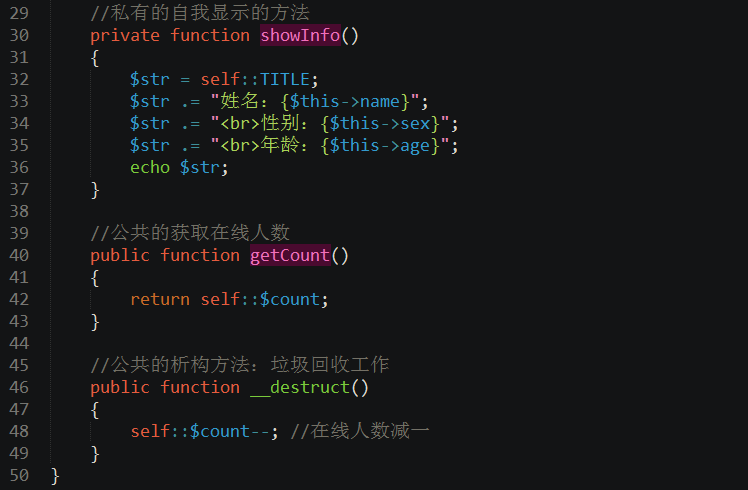 29 //私有的自我显示的方法
30 private function showInfo()
31 {
32 $str = self::TITLE;
33 $str .= "姓名：{$this->name}";
34 $str .= "<br>性别：{$this->sex}";
35 $str .= "<br>年龄：{$this->age}";
36 echo $str;
37 }
38
39 //公共的获取在线人数
40 public function getCount()
41 {
42 return self::$count;
43 }
44
45 //公共的析构方法：垃圾回收工作
46 public function __destruct()
47 {
48 self::$count--; //在线人数减一
49 }
50 }